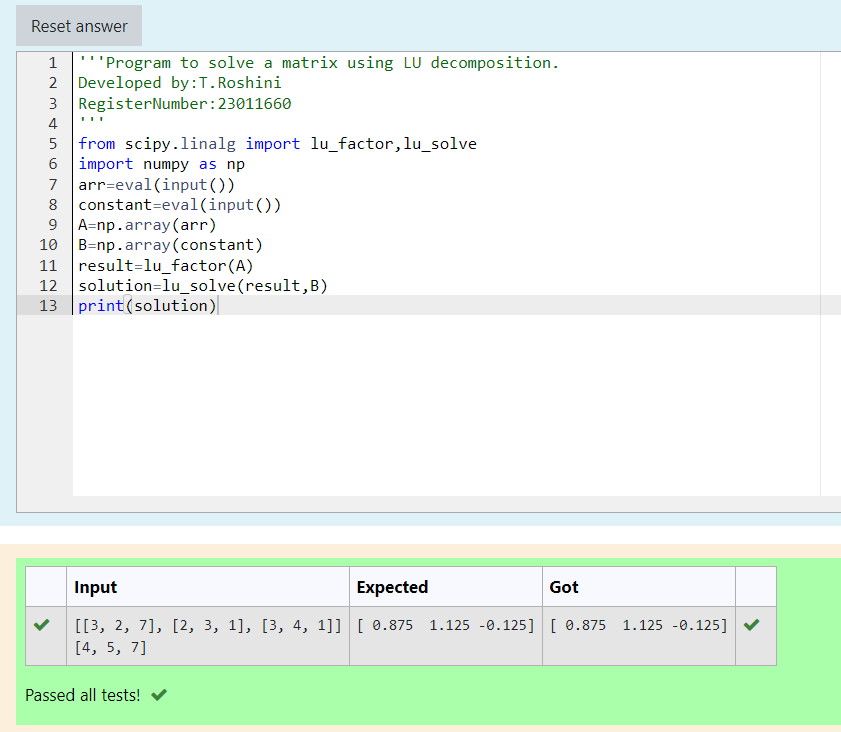 Reset answer
1 '''Program to solve a matrix using LU decomposition.
2 Developed by:T.Roshini
3 RegisterNumber:23011660
4 '''
5 from scipy.linalg import lu_factor,lu_solve
6 import numpy as np
7 arr=eval(input())
8 constant=eval(input())
9 A=np.array(arr)
10 B=np.array(constant)
11 result=lu_factor(A)
12 solution=lu_solve(result,B)
13 print(solution)
Input Expected Got
[[3, 2, 7], [2, 3, 1], [3, 4, 1]] [ 0.875  1.125 -0.125] [ 0.875  1.125 -0.125]
[4, 5, 7]
Passed all tests!